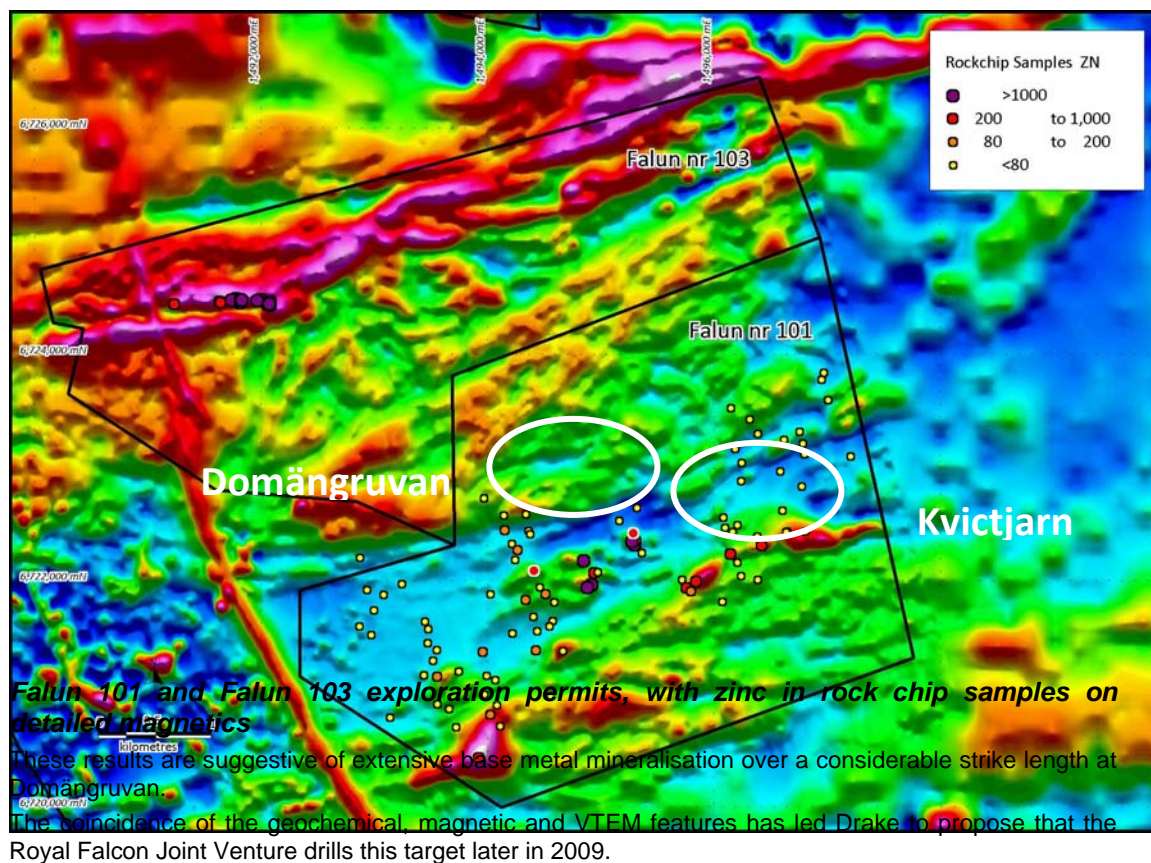 1,492,000 mE
1,494,000 mE
1,496,000 mE
Rockchip Samples ZN
>1000
200 to 1,000
80 to 200
<80
6,726,000 mN
Falun nr 103
6,724,000 mN
Falun nr 101
Domängruvan
Kvictjarn
6,722,000 mN
Falun 101 and Falun 103 exploration permits, with zinc in rock chip samples on
detailed magnetics
kilometres
These results are suggestive of extensive base metal mineralisation over a considerable strike length at
Domängruvan.
6,720,000 mN
The coincidence of the geochemical, magnetic and VTEM features has led Drake to propose that the
Royal Falcon Joint Venture drills this target later in 2009.